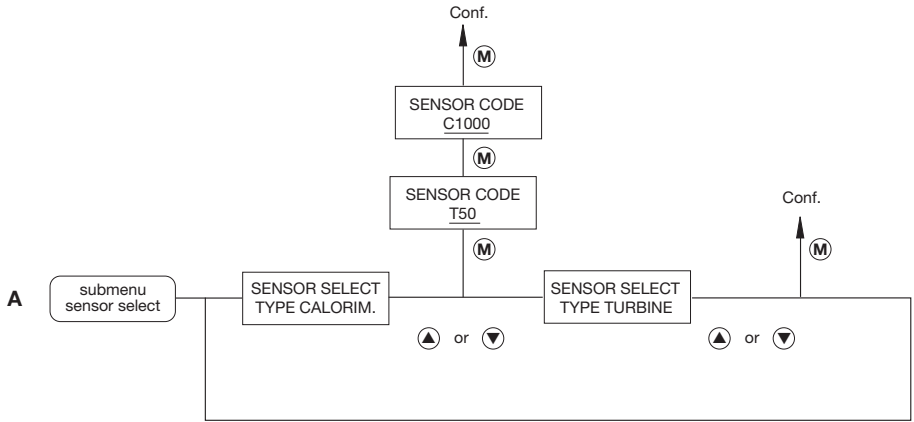 Conf.
M
SENSOR CODE
C1000
M
SENSOR CODE
T50
Conf.
M
M
A
submenu
sensor select
SENSOR SELECT
TYPE CALORIM.
SENSOR SELECT
TYPE TURBINE
or
or